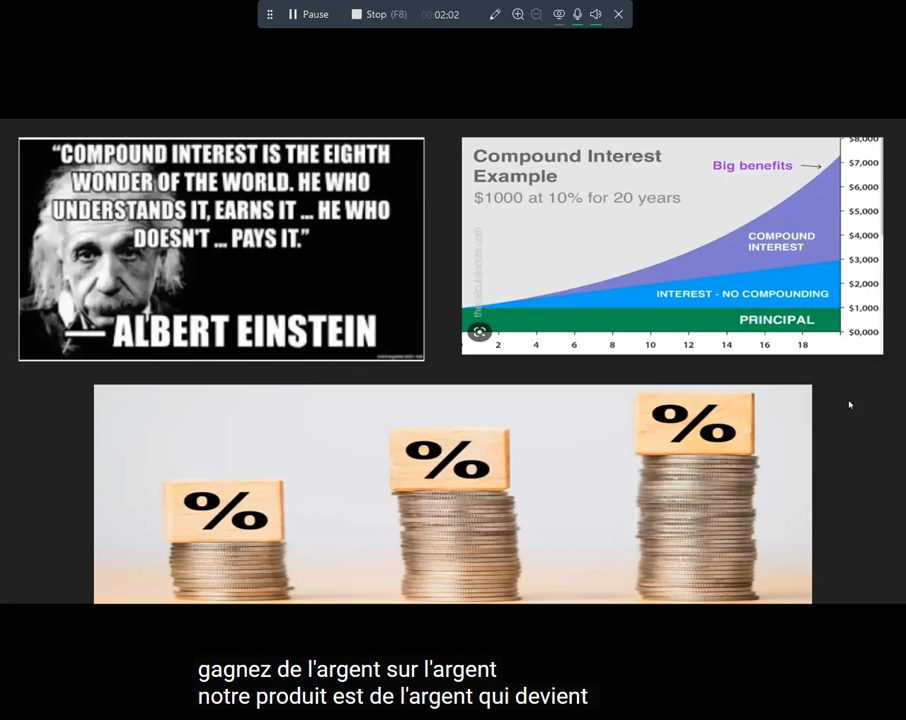 Pause
Stop (F8)
00:02:02
"COMPOUND INTEREST IS THE EIGHTH
WONDER OF THE WORLD. HE WHO
UNDERSTANDS IT, EARNS IT ... HE WHO
DOESN'T ... PAYS IT."
— ALBERT EINSTEIN
Compound Interest
Example
$1000 at 10% for 20 years
Big benefits
COMPOUND
INTEREST
INTEREST - NO COMPOUNDING
PRINCIPAL
$8,000
$7,000
$6,000
$5,000
$4,000
$3,000
$2,000
$1,000
$0,000
2 4 6 8 10 12 14 16 18
thecalculatorsite.com
%
%
%
gagnez de l'argent sur l'argent
notre produit est de l'argent qui devient